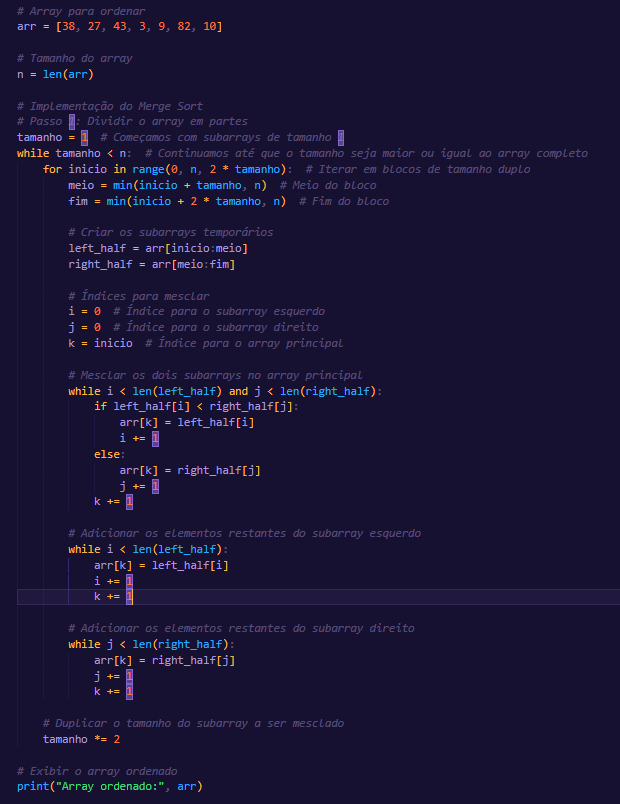 # Array para ordenar
arr = [38, 27, 43, 3, 9, 82, 10]
# Tamanho do array
n = len(arr)
# Implementação do Merge Sort
# Passo 1: Dividir o array em partes
tamanho = 1  # Começamos com subarrays de tamanho 1
while tamanho < n:  # Continuamos até que o tamanho seja maior ou igual ao array completo
    for inicio in range(0, n, 2 * tamanho):  # Iterar em blocos de tamanho duplo
        meio = min(inicio + tamanho, n)  # Meio do bloco
        fim = min(inicio + 2 * tamanho, n)  # Fim do bloco
        # Criar os subarrays temporários
        left_half = arr[inicio:meio]
        right_half = arr[meio:fim]
        # Índices para mesclar
        i = 0  # Índice para o subarray esquerdo
        j = 0  # Índice para o subarray direito
        k = inicio  # Índice para o array principal
        # Mesclar os dois subarrays no array principal
        while i < len(left_half) and j < len(right_half):
            if left_half[i] < right_half[j]:
                arr[k] = left_half[i]
                i += 1
            else:
                arr[k] = right_half[j]
                j += 1
            k += 1
        # Adicionar os elementos restantes do subarray esquerdo
        while i < len(left_half):
            arr[k] = left_half[i]
            i += 1
            k += 1
        # Adicionar os elementos restantes do subarray direito
        while j < len(right_half):
            arr[k] = right_half[j]
            j += 1
            k += 1
    # Duplicar o tamanho do subarray a ser mesclado
    tamanho *= 2
# Exibir o array ordenado
print("Array ordenado:", arr)